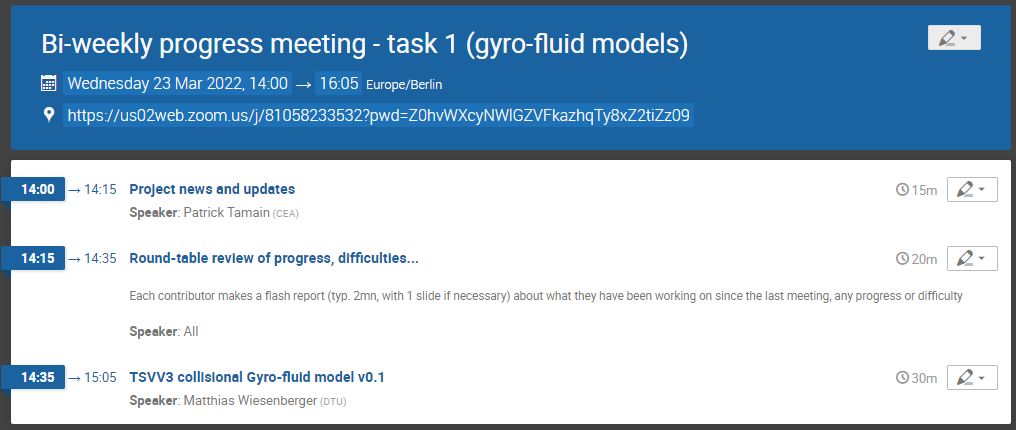 Bi-weekly progress meeting - task 1 (gyro-fluid models)
Wednesday 23 Mar 2022, 14:00 → 16:05 Europe/Berlin
https://us02web.zoom.us/j/81058233532?pwd=Z0hvWXcyNWlGZVFkazhqTy8xZ2tiZz09
14:00 → 14:15 Project news and updates 15m
Speaker: Patrick Tamain (CEA)
14:15 → 14:35 Round-table review of progress, difficulties... 20m
Each contributor makes a flash report (typ. 2mn, with 1 slide if necessary) about what they have been working on since the last meeting, any progress or difficulty
Speaker: All
14:35 → 15:05 TSVV3 collisional Gyro-fluid model v0.1 30m
Speaker: Matthias Wiesenberger (DTU)